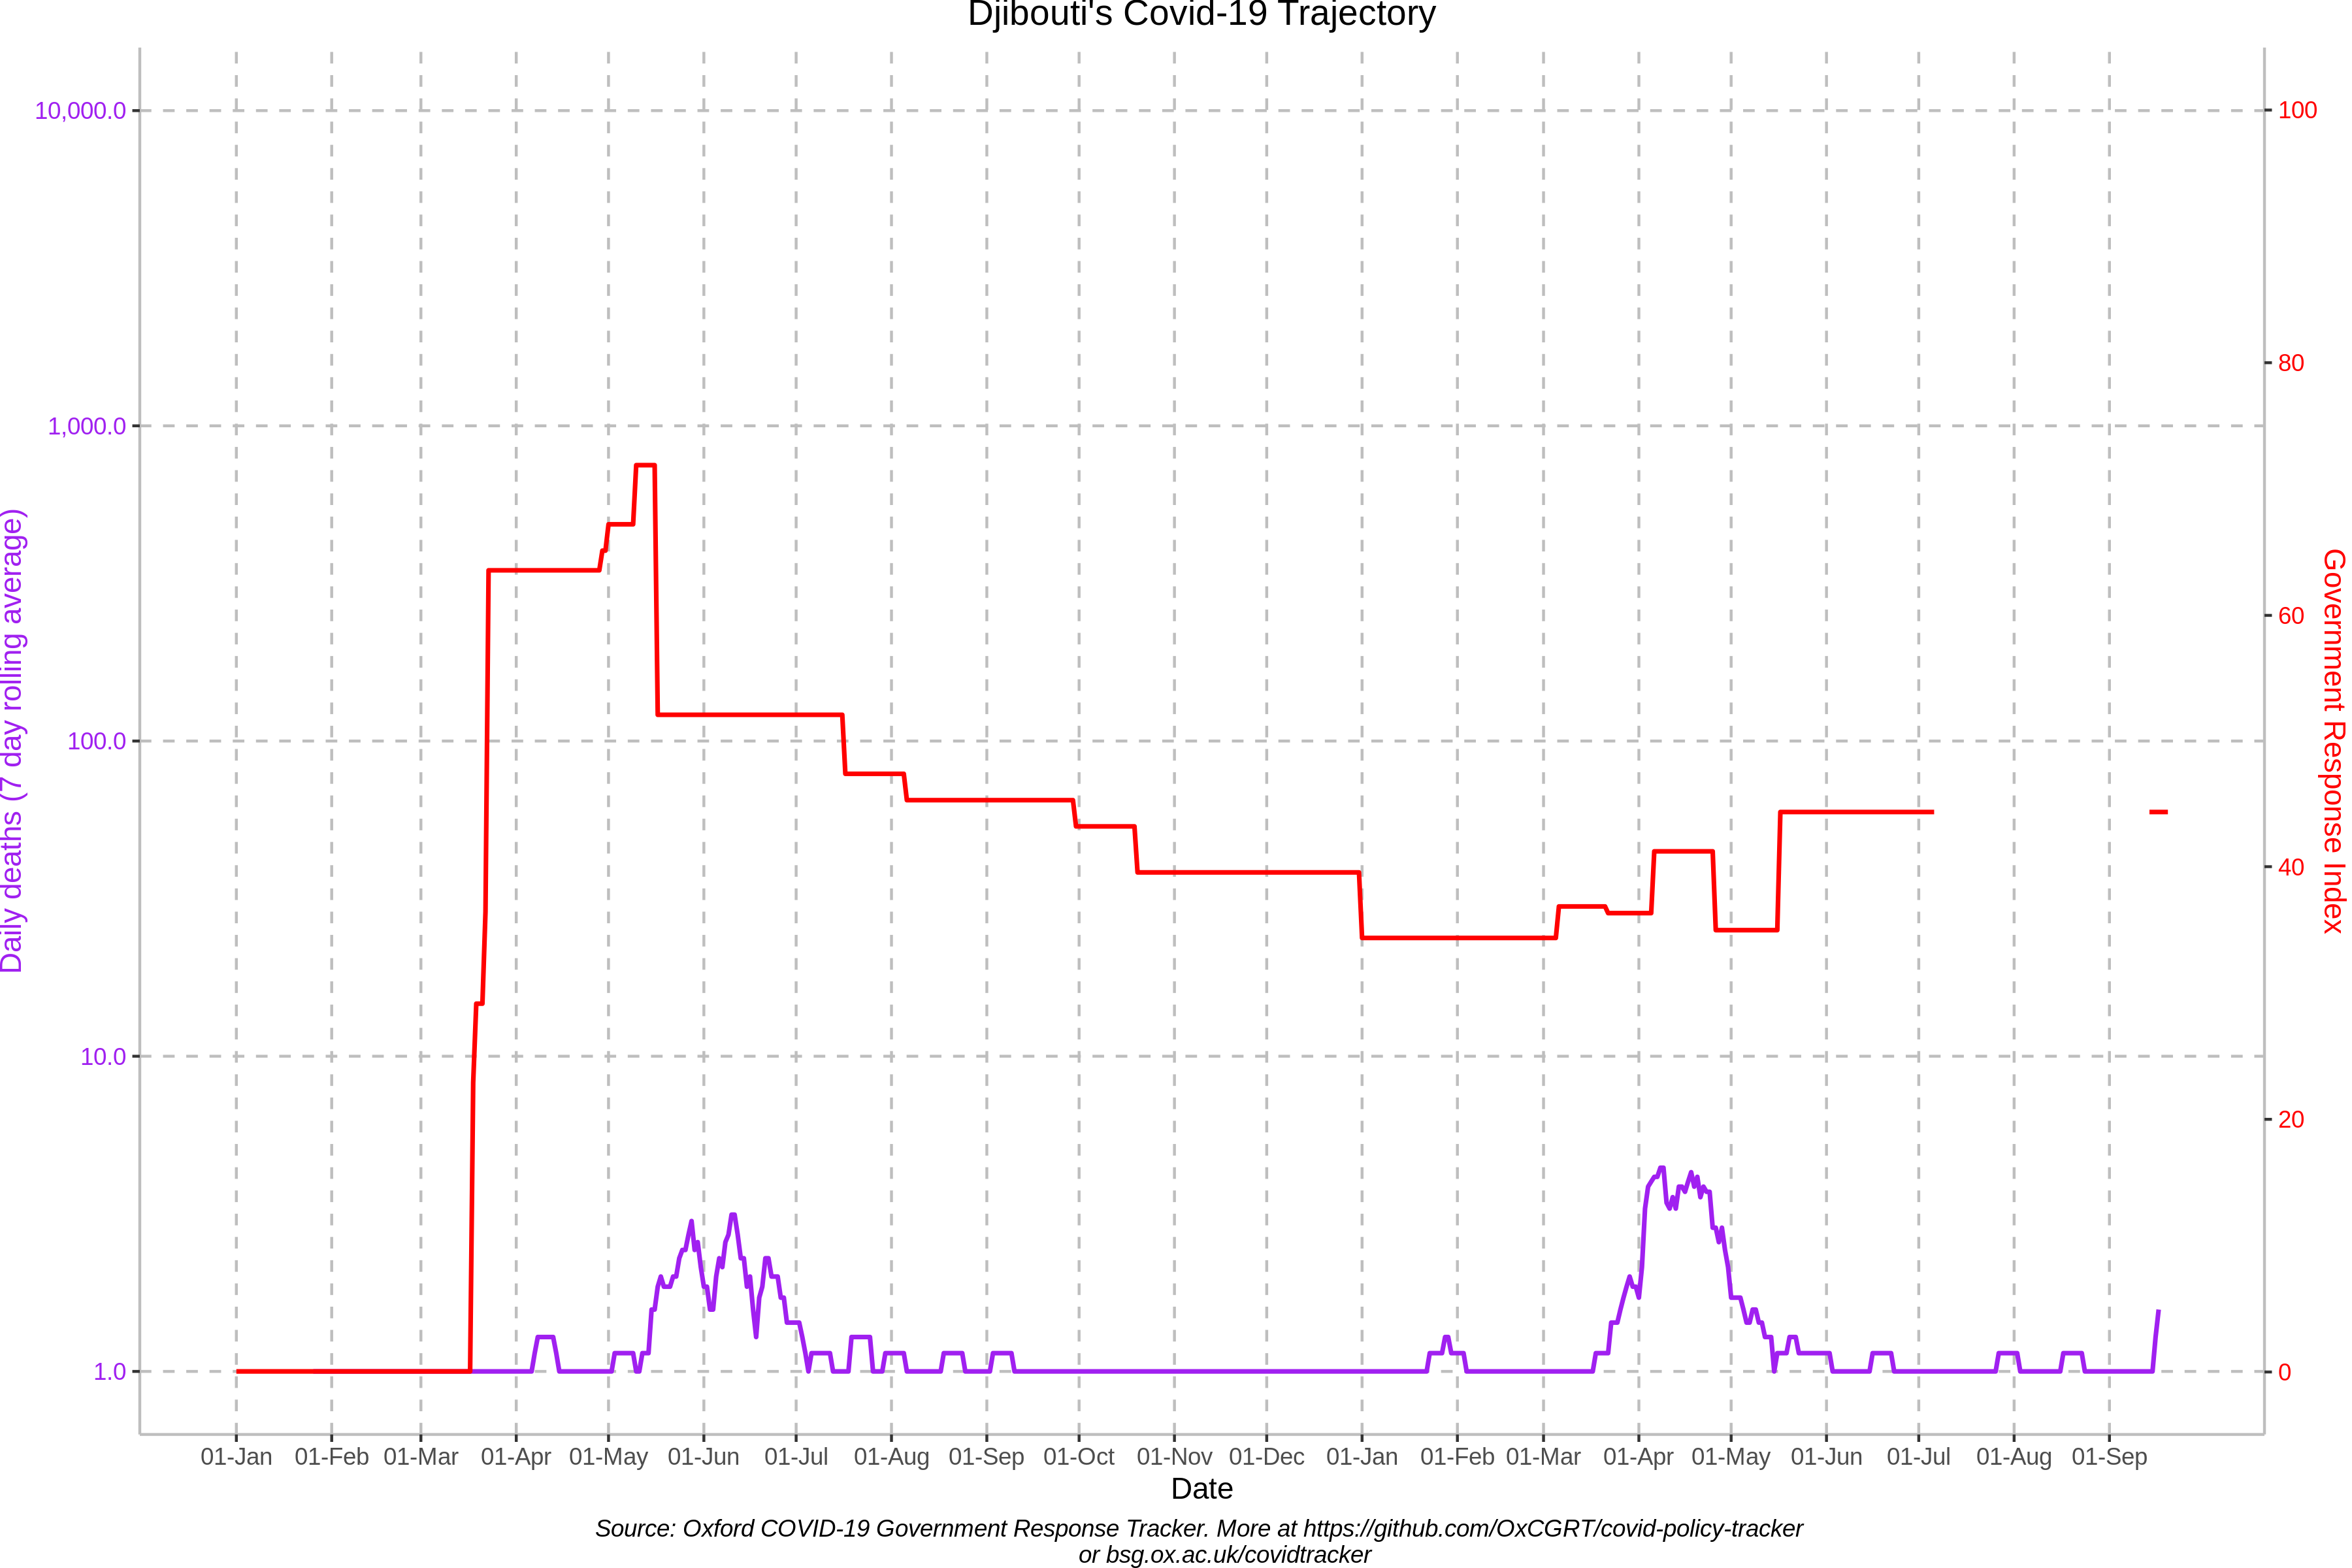 Djibouti's Covid-19 Trajectory
10,000.0
1,000.0
100.0
10.0
1.0
Daily deaths (7 day rolling average)
100
80
60
40
20
0
Government Response Index
01-Jan 01-Feb 01-Mar 01-Apr 01-May 01-Jun 01-Jul 01-Aug 01-Sep 01-Oct 01-Nov 01-Dec 01-Jan 01-Feb 01-Mar 01-Apr 01-May 01-Jun 01-Jul 01-Aug 01-Sep
Date
Source: Oxford COVID-19 Government Response Tracker. More at https://github.com/OxCGRT/covid-policy-tracker
or bsg.ox.ac.uk/covidtracker